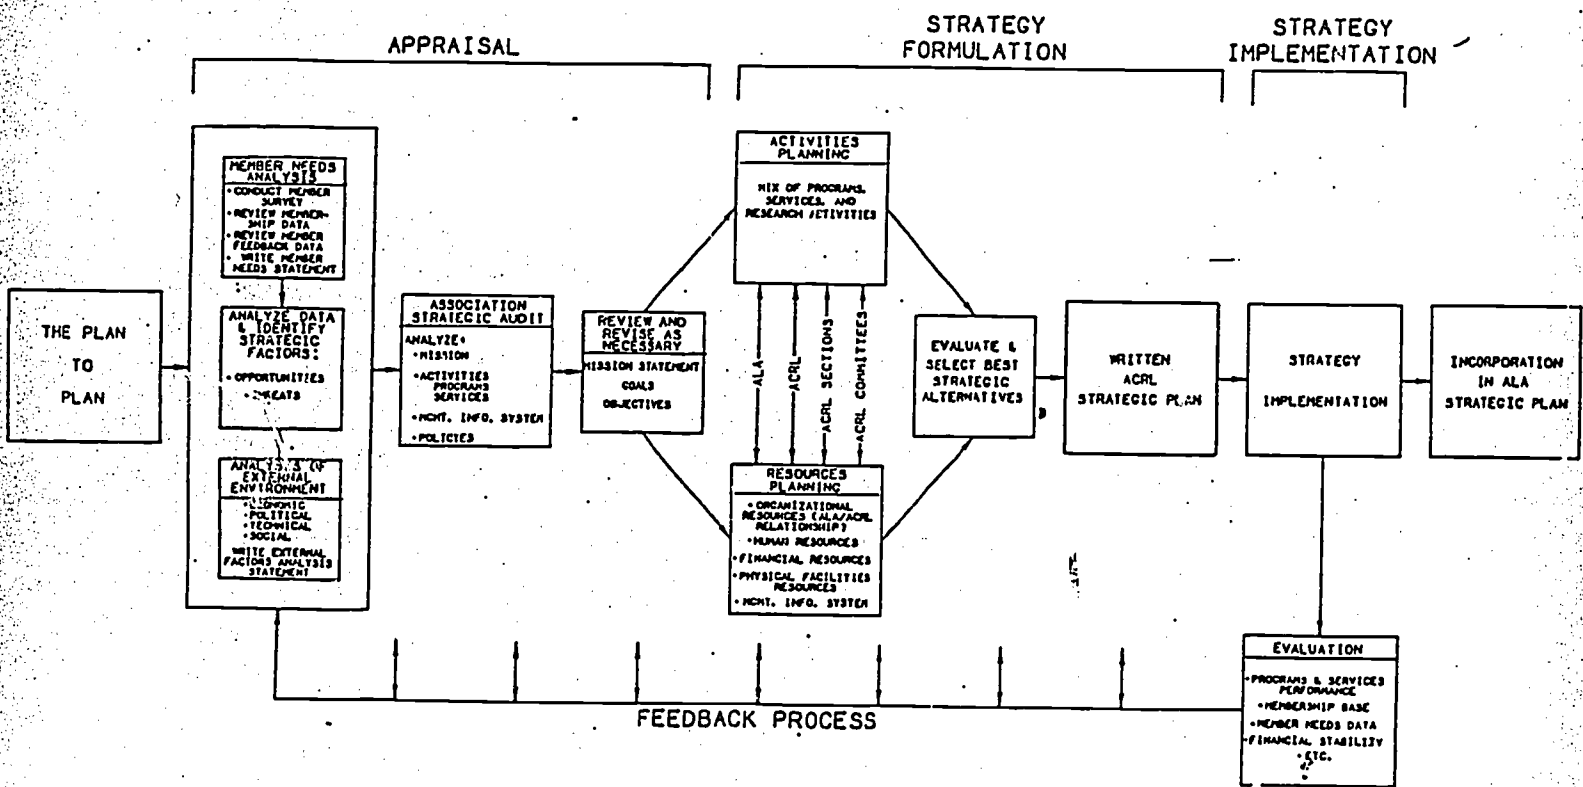 APPRAISAL
STRATEGY
FORMULATION
STRATEGY
IMPLEMENTATION
THE PLAN
TO
PLAN
MEMBER NEEDS
ANALYSIS
• CONDUCT MEMBER
SURVEY
• REVIEW MEMBER-
SHIP DATA
• REVIEW MEMBER
FEEDBACK DATA
• WRITE MEMBER
NEEDS STATEMENT
ANALYZE DATA
& IDENTIFY
STRATEGIC
FACTORS:
• OPPORTUNITIES
ANALYSIS OF
EXTERNAL
ENVIRONMENT
• ECONOMIC
• POLITICAL
• TECHNICAL
• SOCIAL
WRITE EXTERNAL
FACTORS ANALYSIS
STATEMENT
ASSOCIATION
STRATEGIC AUDIT
ANALYZE:
• MISSION
• ACTIVITIES
PROGRAMS
SERVICES
• MGMT. INFO. SYSTEM
• POLICIES
REVIEW AND
REVISE AS
NECESSARY
MISSION STATEMENT
GOALS
OBJECTIVES
ACTIVITIES
PLANNING
MIX OF PROGRAMS,
SERVICES, AND
RESEARCH ACTIVITIES
ALA
ACRL
ACRL SECTIONS
ACRL COMMITTEES
RESOURCES
PLANNING
• ORGANIZATIONAL
RESOURCES (ALA/ACRL
RELATIONSHIP)
• HUMAN RESOURCES
• FINANCIAL RESOURCES
• PHYSICAL FACILITIES
RESOURCES
• MGMT. INFO. SYSTEM
EVALUATE &
SELECT BEST
STRATEGIC
ALTERNATIVES
WRITTEN
ACRL
STRATEGIC PLAN
STRATEGY
IMPLEMENTATION
INCORPORATION
IN ALA
STRATEGIC PLAN
EVALUATION
• PROGRAMS & SERVICES
PERFORMANCE
• MEMBERSHIP BASE
• MEMBER NEEDS DATA
• FINANCIAL STABILITY
• ETC.
FEEDBACK PROCESS